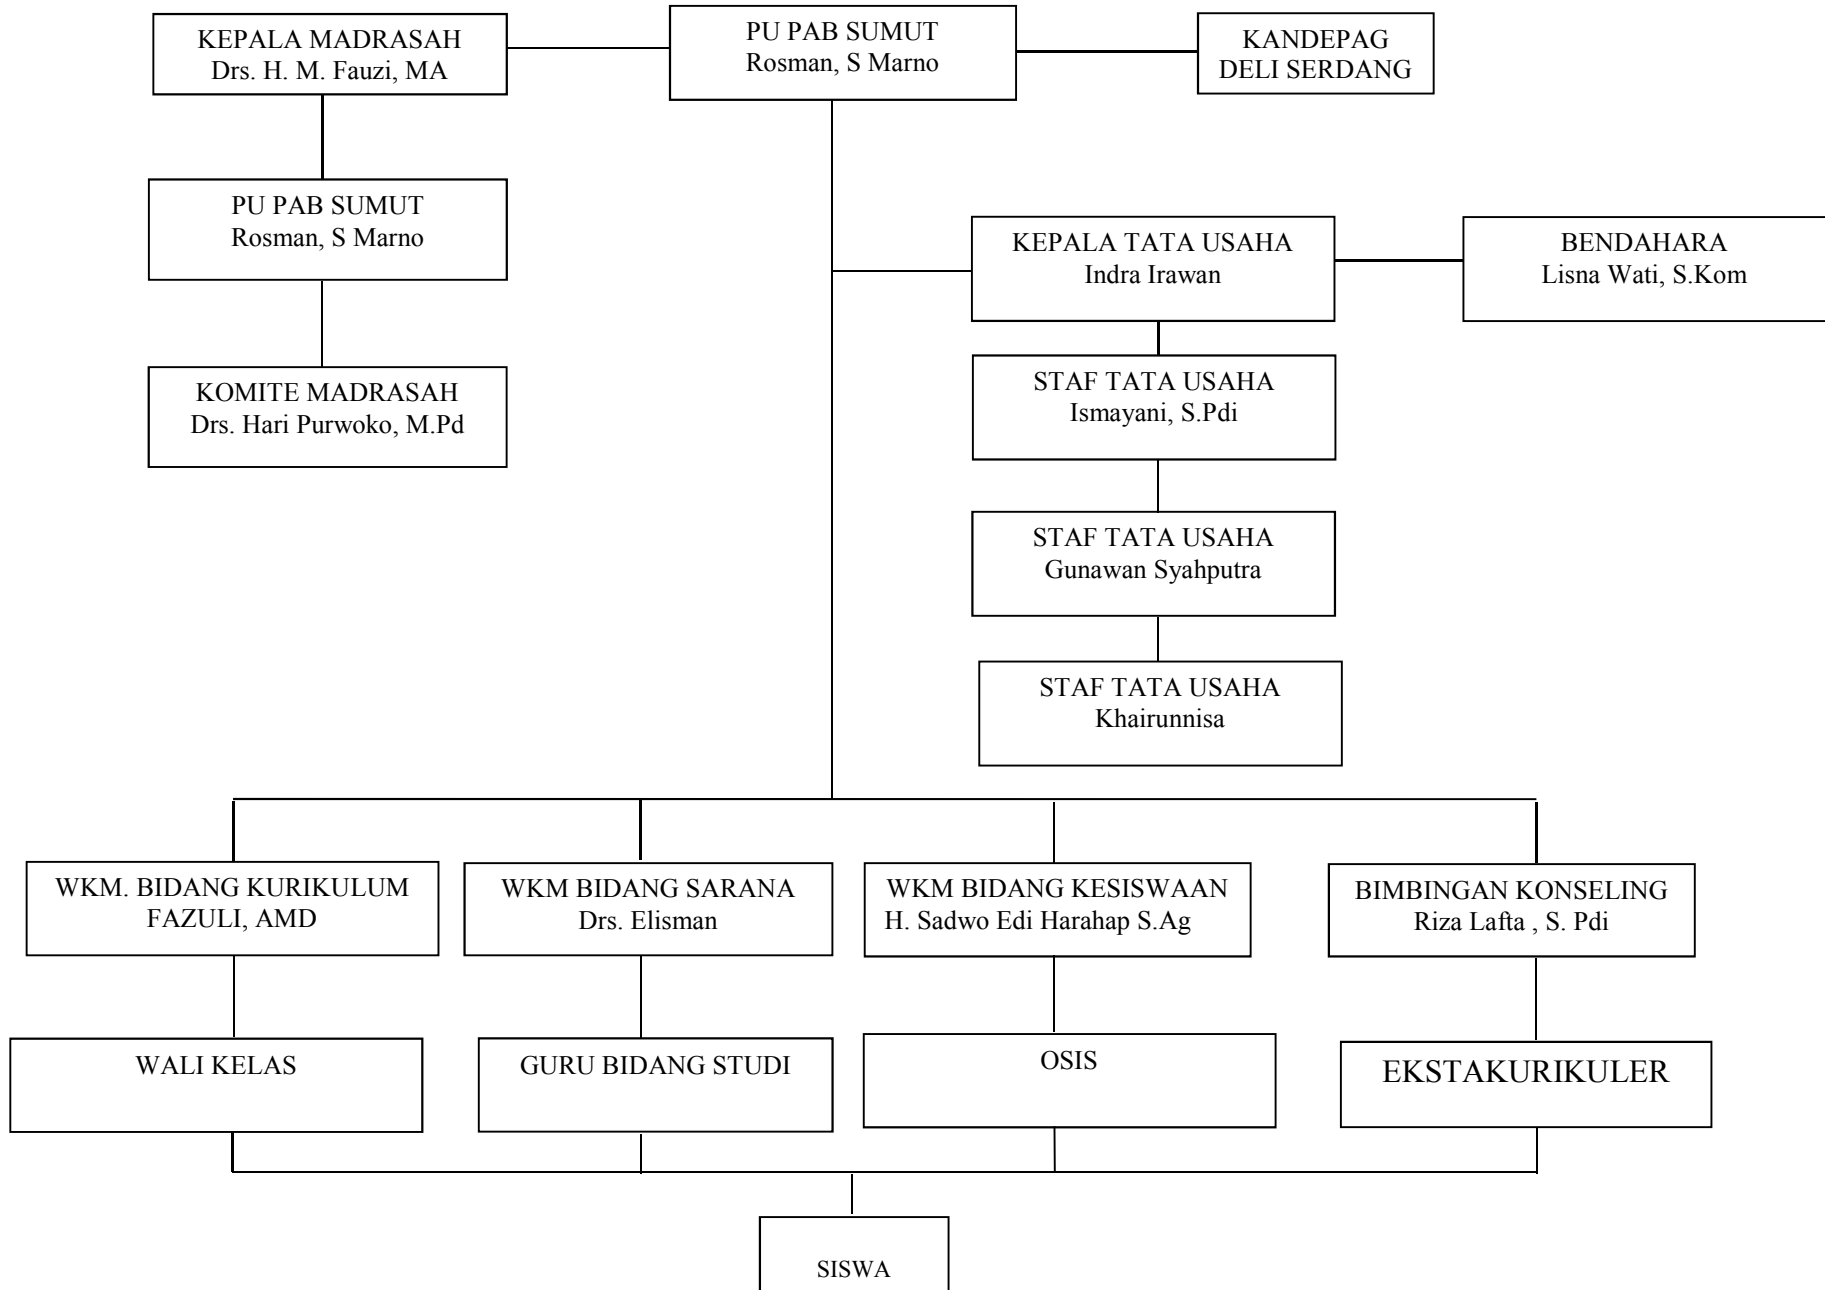 KEPALA MADRASAH
Drs. H. M. Fauzi, MA
PU PAB SUMUT
Rosman, S Marno
KANDEPAG
DELI SERDANG
PU PAB SUMUT
Rosman, S Marno
KEPALA TATA USAHA
Indra Irawan
BENDAHARA
Lisna Wati, S.Kom
KOMITE MADRASAH
Drs. Hari Purwoko, M.Pd
STAF TATA USAHA
Ismayani, S.Pdi
STAF TATA USAHA
Gunawan Syahputra
STAF TATA USAHA
Khairunnisa
WKM. BIDANG KURIKULUM
FAZULI, AMD
WKM BIDANG SARANA
Drs. Elisman
WKM BIDANG KESISWAAN
H. Sadwo Edi Harahap S.Ag
BIMBINGAN KONSELING
Riza Lafta , S. Pdi
WALI KELAS
GURU BIDANG STUDI
OSIS
EKSTAKURIKULER
SISWA